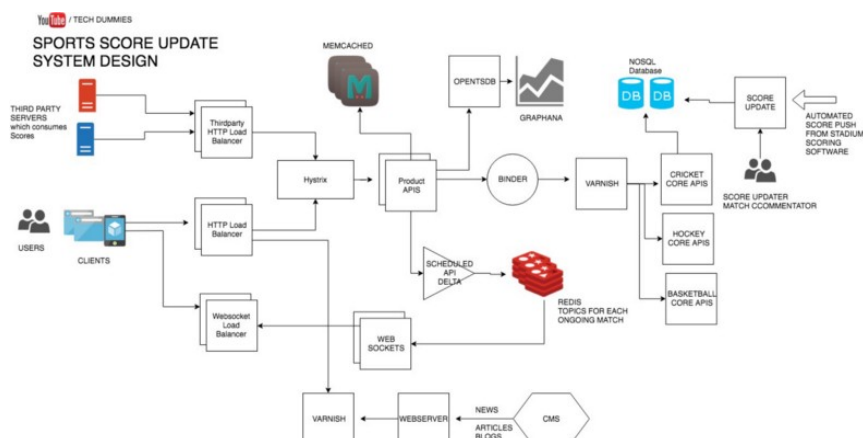 YouTube / TECH DUMMIES
SPORTS SCORE UPDATE
SYSTEM DESIGN
MEMCACHED
M
OPENTSDB
GRAPHANA
NOSQL
Database
DB
DB
SCORE
UPDATE
AUTOMATED
SCORE PUSH
FROM STADIUM
SCORING
SOFTWARE
THIRD PARTY
SERVERS
which consumes
Scores
Thirdparty
HTTP Load
Balancer
Hystrix
Product
APIS
BINDER
VARNISH
CRICKET
CORE APIS
SCORE UPDATER
MATCH CCOMMENTATOR
USERS
CLIENTS
HTTP Load
Balancer
HOCKEY
CORE APIS
SCHEDULED
API
DELTA
REDIS
TOPICS FOR EACH
ONGOING MATCH
BASKETBALL
CORE APIS
Websocket
Load
Balancer
WEB
SOCKETS
VARNISH
WEBSERVER
NEWS
ARTICLES
BLOGS
CMS